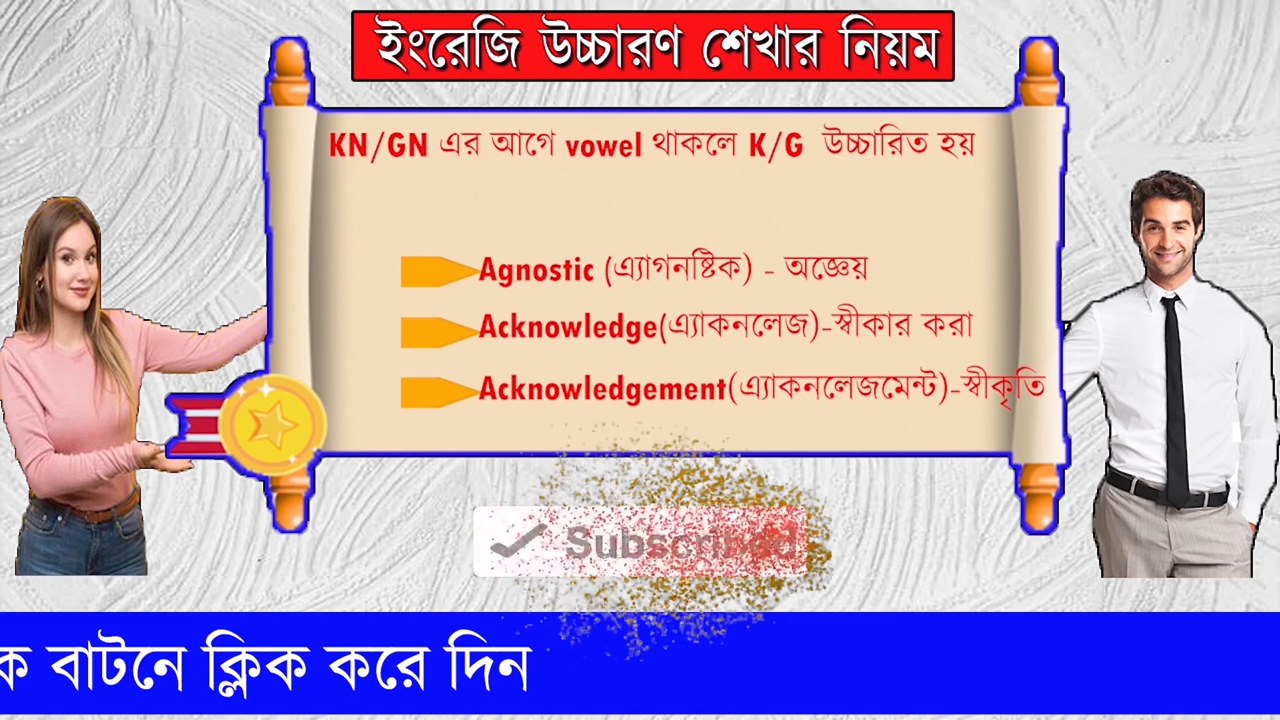 ইংরেজি উচ্চারণ শেখার নিয়ম
KN/GN এর আগে vowel থাকলে K/G উচ্চারিত হয়
Agnostic (এ্যাগনষ্টিক) - অজ্ঞেয়
Acknowledge(এ্যাকনলেজ)-স্বীকার করা
Acknowledgement(এ্যাকনলেজমেন্ট)-স্বীকৃতি
Subscribed
ক বাটনে ক্লিক করে দিন